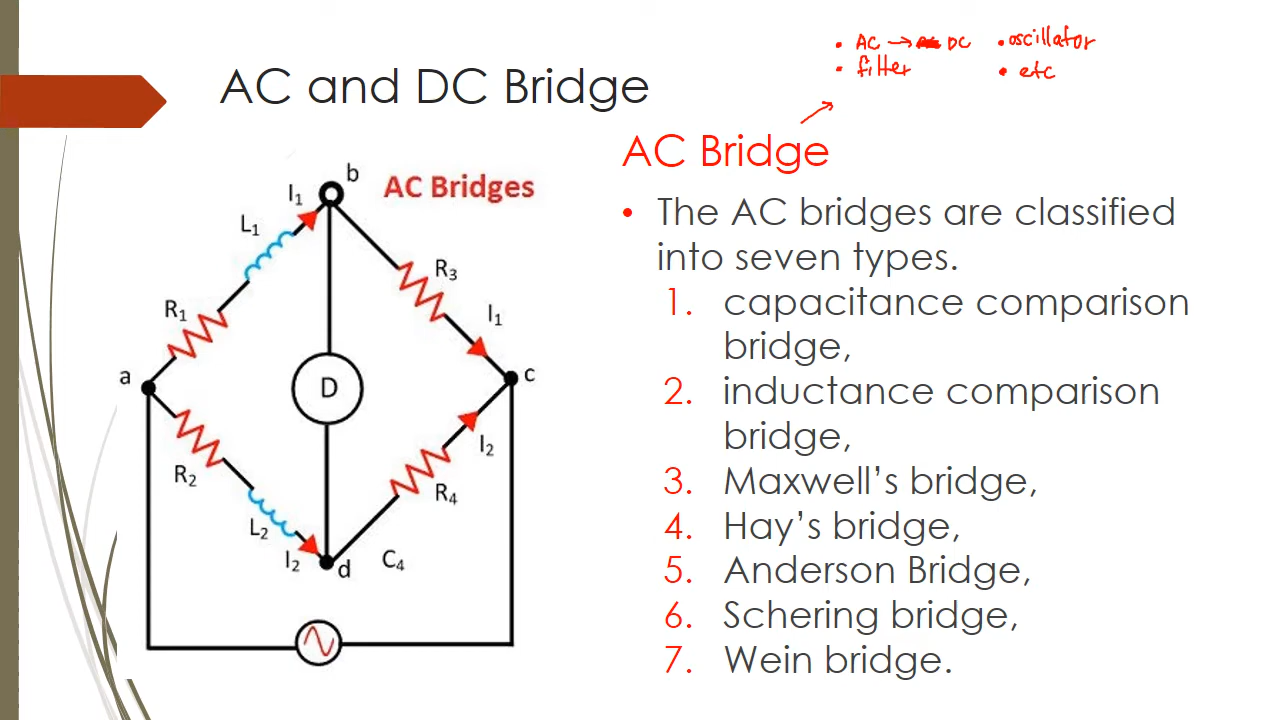 • AC → DC • oscillator
• filter • etc
AC and DC Bridge
AC Bridge
• The AC bridges are classified
into seven types.
1. capacitance comparison
bridge,
2. inductance comparison
bridge,
3. Maxwell’s bridge,
4. Hay’s bridge,
5. Anderson Bridge,
6. Schering bridge,
7. Wein bridge.
AC Bridges
b
I₁
L₁
R₃
R₁
I₁
a
D
c
I₂
R₂
R₄
L₂
I₂
d
C₄